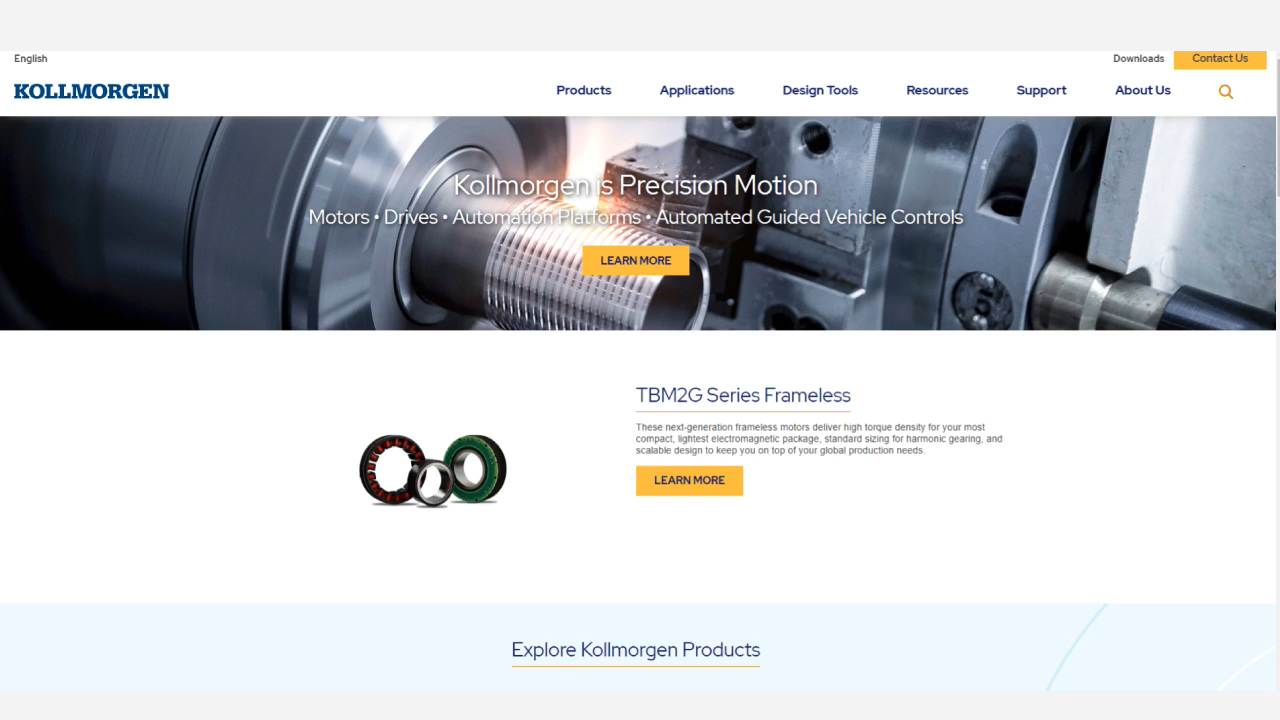 English
Downloads
Contact Us
KOLLMORGEN
Products
Applications
Design Tools
Resources
Support
About Us
Kollmorgen is Precision Motion
Motors • Drives • Automation Platforms • Automated Guided Vehicle Controls
LEARN MORE
TBM2G Series Frameless
These next-generation frameless motors deliver high torque density for your most
compact, lightest electromagnetic package, standard sizing for harmonic gearing, and
scalable design to keep you on top of your global production needs.
LEARN MORE
Explore Kollmorgen Products